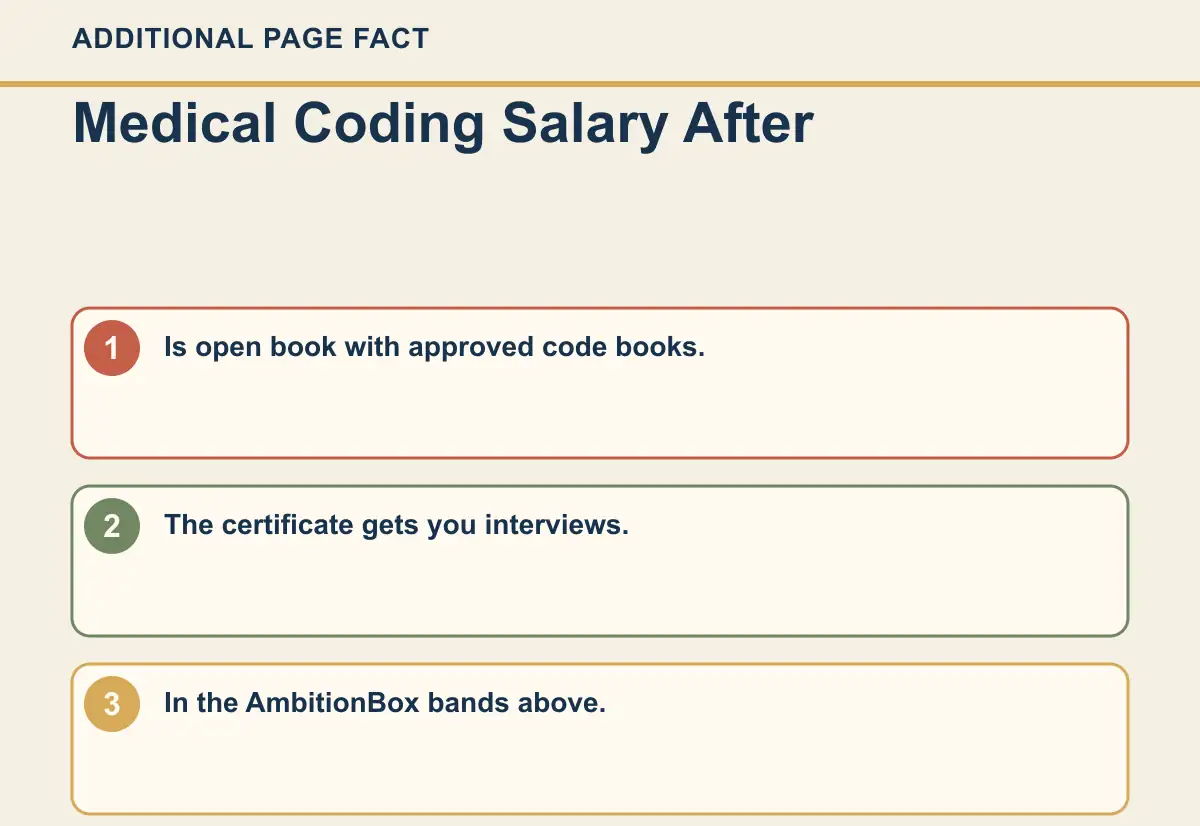 ADDITIONAL PAGE FACT
Medical Coding Salary After
1 Is open book with approved code books.
2 The certificate gets you interviews.
3 In the AmbitionBox bands above.